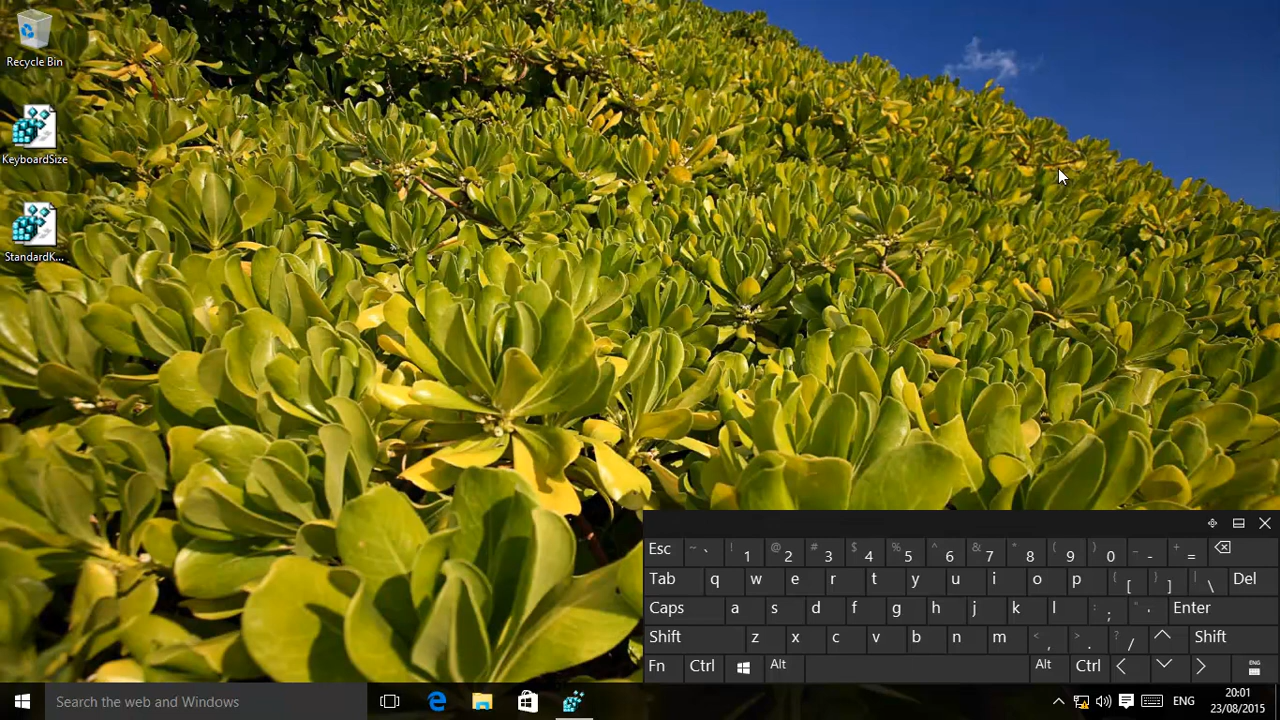 Recycle Bin
KeyboardSize
StandardK...
Esc ~ ` ! 1 @ 2 # 3 $ 4 % 5 ^ 6 & 7 * 8 ( 9 ) 0 _ - + =
Tab q w e r t y u i o p { [ } ] | \ Del
Caps a s d f g h j k l : ; " ' Enter
Shift z x c v b n m < , > . ? / Shift
Fn Ctrl Alt Alt Ctrl ENG
Search the web and Windows
ENG
20:01
23/08/2015